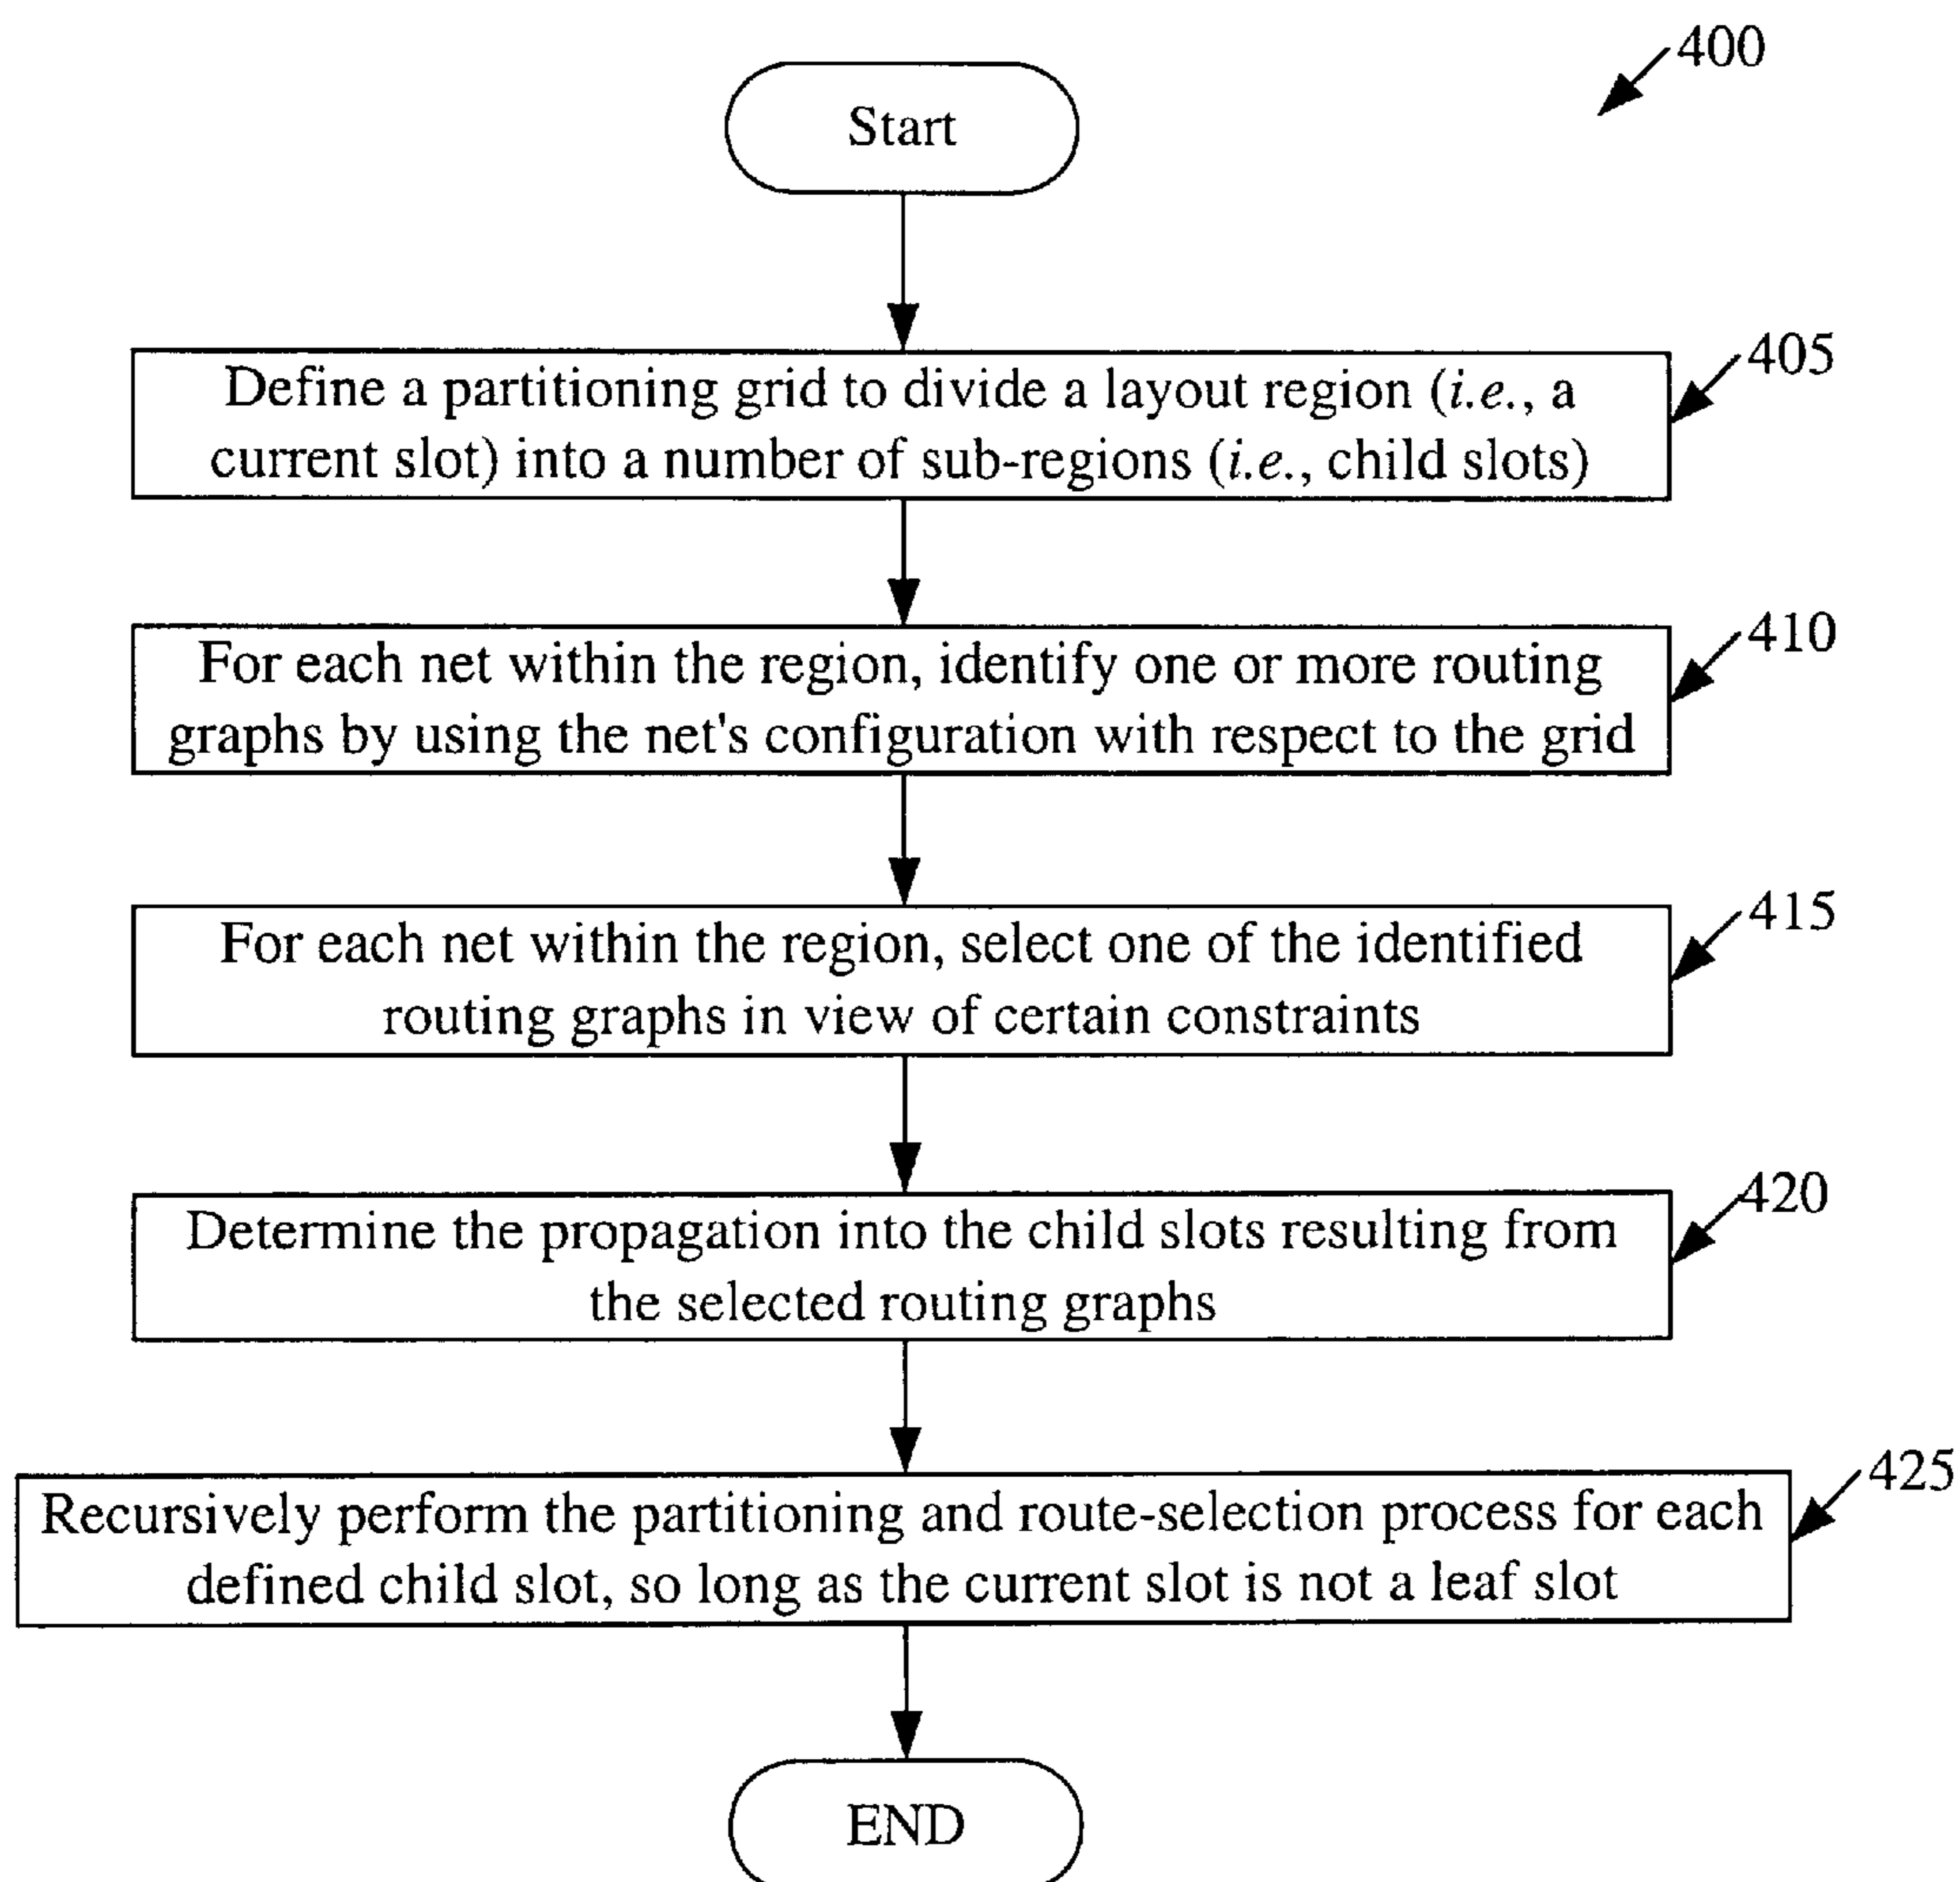 400
Start
405
Define a partitioning grid to divide a layout region (i.e., a
current slot) into a number of sub-regions (i.e., child slots)
410
For each net within the region, identify one or more routing
graphs by using the net's configuration with respect to the grid
415
For each net within the region, select one of the identified
routing graphs in view of certain constraints
420
Determine the propagation into the child slots resulting from
the selected routing graphs
425
Recursively perform the partitioning and route-selection process for each
defined child slot, so long as the current slot is not a leaf slot
END